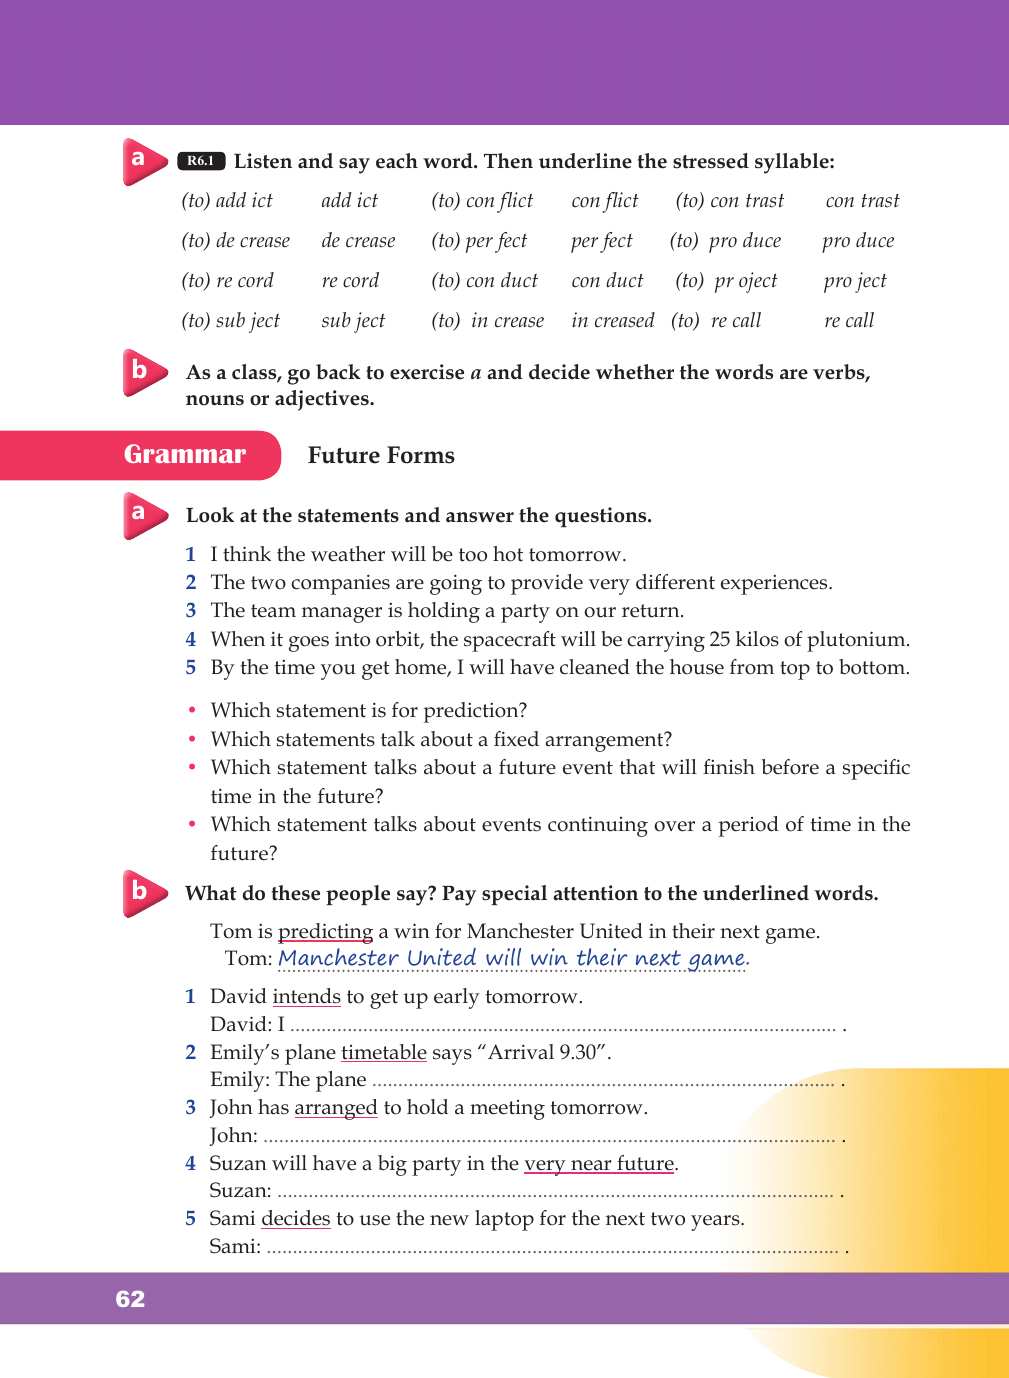 a R6.1 Listen and say each word. Then underline the stressed syllable:
(to) add ict add ict (to) con flict con flict (to) con trast con trast
(to) de crease de crease (to) per fect per fect (to) pro duce pro duce
(to) re cord re cord (to) con duct con duct (to) pr oject pro ject
(to) sub ject sub ject (to) in crease in creased (to) re call re call
b As a class, go back to exercise a and decide whether the words are verbs,
nouns or adjectives.
Grammar Future Forms
a Look at the statements and answer the questions.
1 I think the weather will be too hot tomorrow.
2 The two companies are going to provide very different experiences.
3 The team manager is holding a party on our return.
4 When it goes into orbit, the spacecraft will be carrying 25 kilos of plutonium.
5 By the time you get home, I will have cleaned the house from top to bottom.
• Which statement is for prediction?
• Which statements talk about a fixed arrangement?
• Which statement talks about a future event that will finish before a specific
time in the future?
• Which statement talks about events continuing over a period of time in the
future?
b What do these people say? Pay special attention to the underlined words.
Tom is predicting a win for Manchester United in their next game.
Tom: Manchester United will win their next game.
1 David intends to get up early tomorrow.
David: I .......... .
2 Emily’s plane timetable says “Arrival 9.30”.
Emily: The plane .......... .
3 John has arranged to hold a meeting tomorrow.
John: .......... .
4 Suzan will have a big party in the very near future.
Suzan: .......... .
5 Sami decides to use the new laptop for the next two years.
Sami: .......... .
62